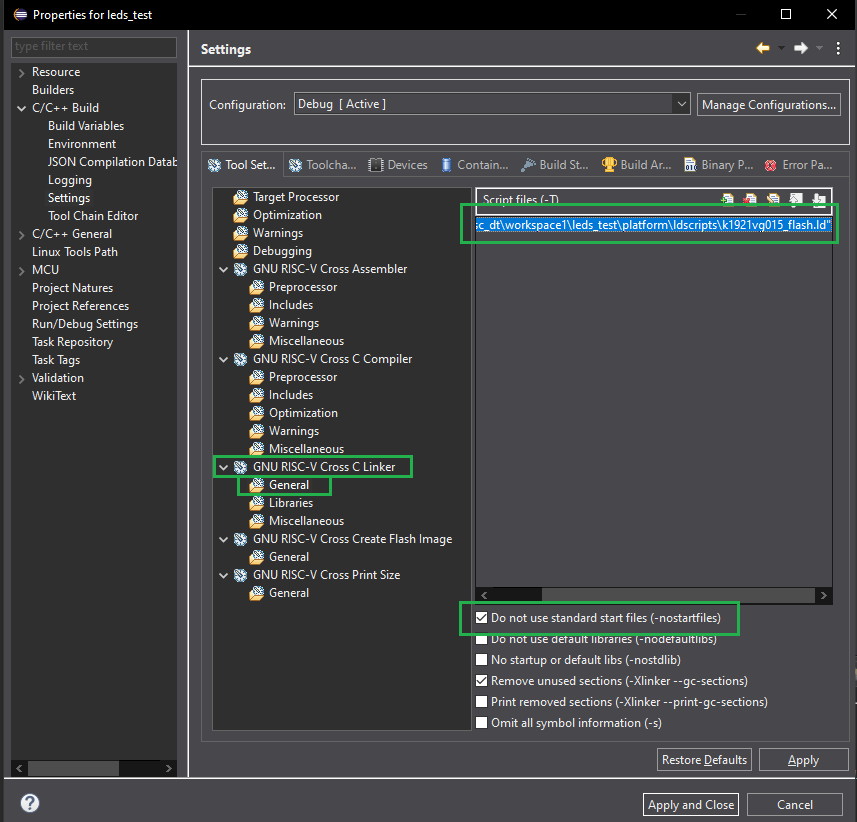 Properties for leds_test
type filter text
Resource
Builders
C/C++ Build
Build Variables
Environment
JSON Compilation Datab
Logging
Settings
Tool Chain Editor
C/C++ General
Linux Tools Path
MCU
Project Natures
Project References
Run/Debug Settings
Task Repository
Task Tags
Validation
WikiText
Settings
Configuration: Debug [ Active ] Manage Configurations...
Tool Set... Toolcha... Devices Contain... Build St... Build Ar... Binary P... Error Pa...
Target Processor
Optimization
Warnings
Debugging
GNU RISC-V Cross Assembler
Preprocessor
Includes
Warnings
Miscellaneous
GNU RISC-V Cross C Compiler
Preprocessor
Includes
Optimization
Warnings
Miscellaneous
GNU RISC-V Cross C Linker
General
Libraries
Miscellaneous
GNU RISC-V Cross Create Flash Image
General
GNU RISC-V Cross Print Size
General
Script files (-T)
sc_dt\workspace1\leds_test\platform\ldscripts\k1921vg015_flash.ld"
Do not use standard start files (-nostartfiles)
Do not use default libraries (-nodefaultlibs)
No startup or default libs (-nostdlib)
Remove unused sections (-Xlinker --gc-sections)
Print removed sections (-Xlinker --print-gc-sections)
Omit all symbol information (-s)
Restore Defaults Apply
Apply and Close Cancel